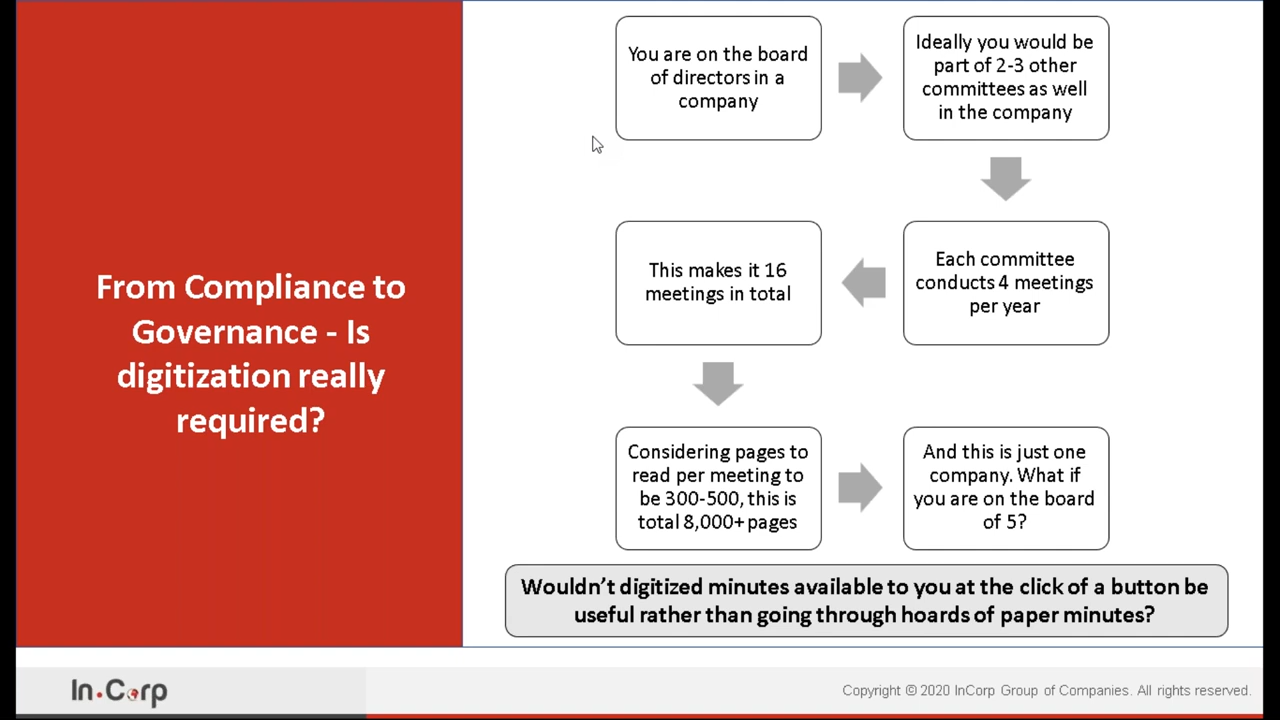 From Compliance to
Governance - Is
digitization really
required?
You are on the board
of directors in a
company
Ideally you would be
part of 2-3 other
committees as well
in the company
Each committee
conducts 4 meetings
per year
This makes it 16
meetings in total
Considering pages to
read per meeting to
be 300-500, this is
total 8,000+ pages
And this is just one
company. What if
you are on the board
of 5?
Wouldn't digitized minutes available to you at the click of a button be
useful rather than going through hoards of paper minutes?
In.Corp
Copyright © 2020 InCorp Group of Companies. All rights reserved.